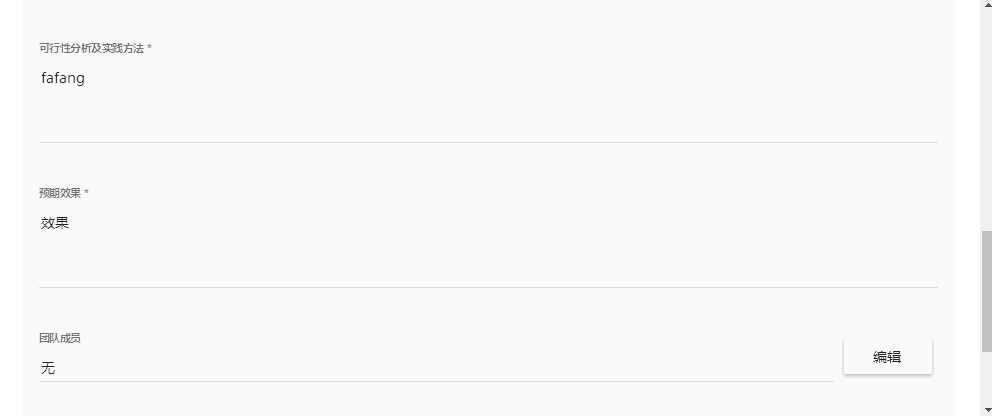 可行性分析及实践方法 *
fafang
预期效果 *
效果
团队成员
无
编辑